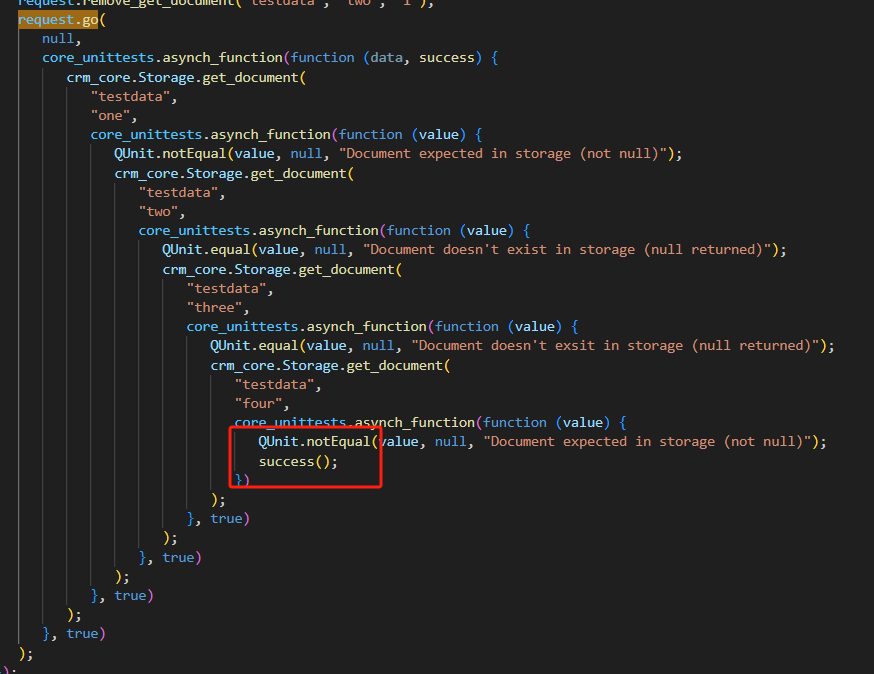 request.remove_get_document("testdata", "two", "1");
request.go(
null,
core_unittests.asynch_function(function (data, success) {
crm_core.Storage.get_document(
"testdata",
"one",
core_unittests.asynch_function(function (value) {
QUnit.notEqual(value, null, "Document expected in storage (not null)");
crm_core.Storage.get_document(
"testdata",
"two",
core_unittests.asynch_function(function (value) {
QUnit.equal(value, null, "Document doesn't exist in storage (null returned)");
crm_core.Storage.get_document(
"testdata",
"three",
core_unittests.asynch_function(function (value) {
QUnit.equal(value, null, "Document doesn't exsit in storage (null returned)");
crm_core.Storage.get_document(
"testdata",
"four",
core_unittests.asynch_function(function (value) {
QUnit.notEqual(value, null, "Document expected in storage (not null)");
success();
})
);
}, true)
);
}, true)
);
}, true)
);
}, true)
);
);